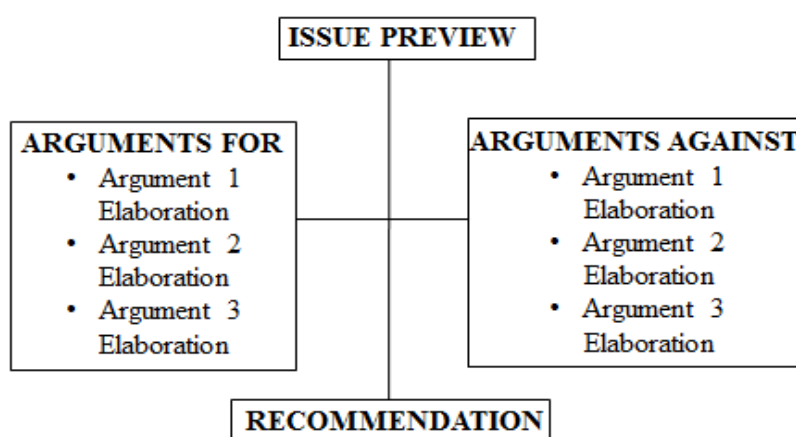 ISSUE PREVIEW
ARGUMENTS FOR
• Argument 1
Elaboration
• Argument 2
Elaboration
• Argument 3
Elaboration
ARGUMENTS AGAINST
• Argument 1
Elaboration
• Argument 2
Elaboration
• Argument 3
Elaboration
RECOMMENDATION